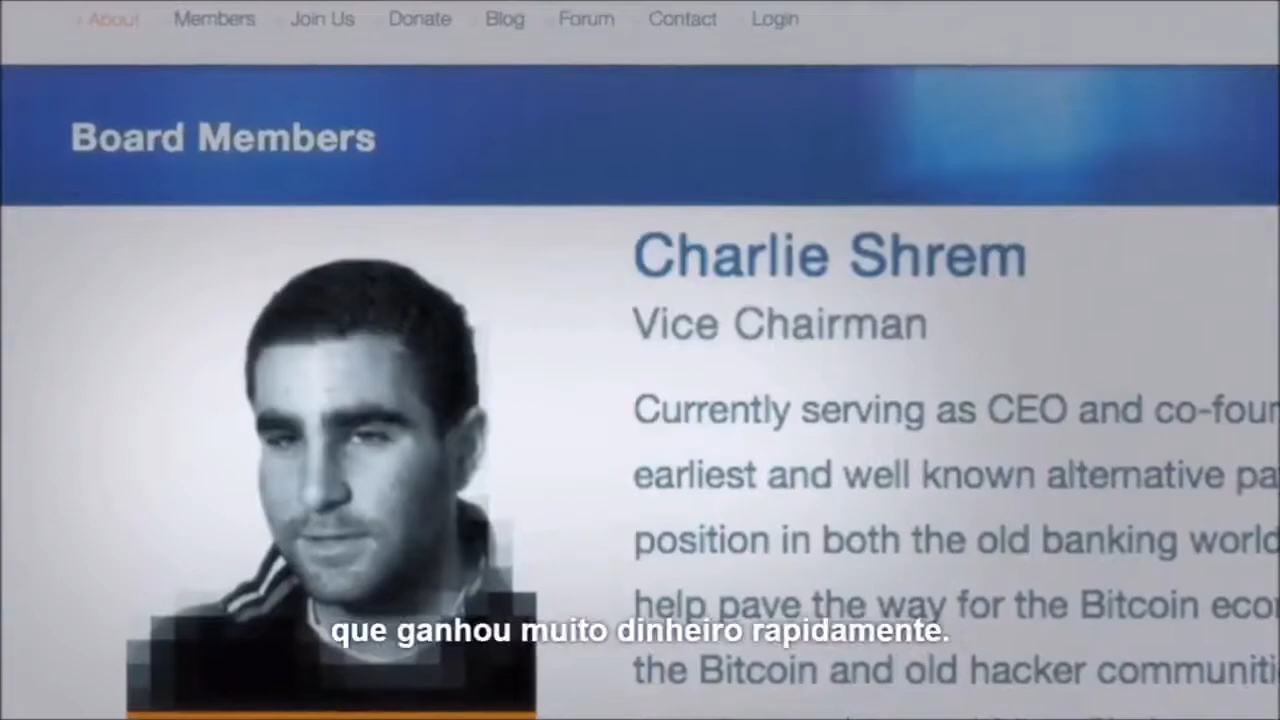 About Members Join Us Donate Blog Forum Contact Login
Board Members
Charlie Shrem
Vice Chairman
Currently serving as CEO and co-four
earliest and well known alternative pa
position in both the old banking world
help pave the way for the Bitcoin eco
que ganhou muito dinheiro rapidamente.
the Bitcoin and old hacker communiti